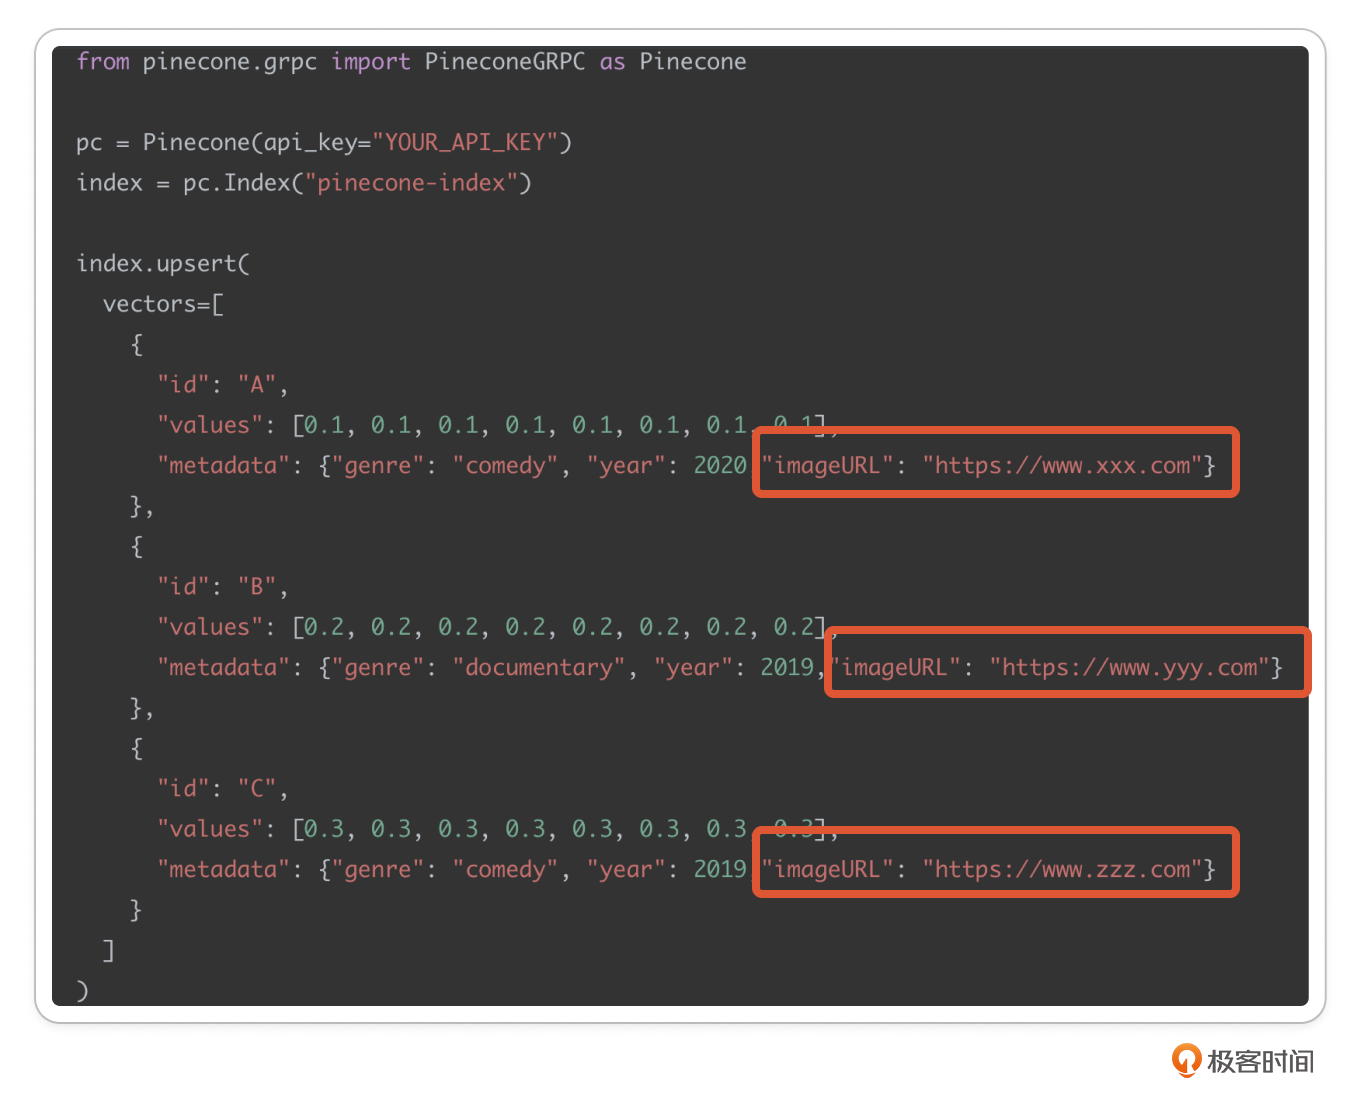 from pinecone.grpc import PineconeGRPC as Pinecone
pc = Pinecone(api_key="YOUR_API_KEY")
index = pc.Index("pinecone-index")
index.upsert(
vectors=[
{
"id": "A",
"values": [0.1, 0.1, 0.1, 0.1, 0.1, 0.1, 0.1, 0.1],
"metadata": {"genre": "comedy", "year": 2020 "imageURL": "https://www.xxx.com"}
},
{
"id": "B",
"values": [0.2, 0.2, 0.2, 0.2, 0.2, 0.2, 0.2, 0.2],
"metadata": {"genre": "documentary", "year": 2019,"imageURL": "https://www.yyy.com"}
},
{
"id": "C",
"values": [0.3, 0.3, 0.3, 0.3, 0.3, 0.3, 0.3, 0.3],
"metadata": {"genre": "comedy", "year": 2019 "imageURL": "https://www.zzz.com"}
}
]
)
极客时间